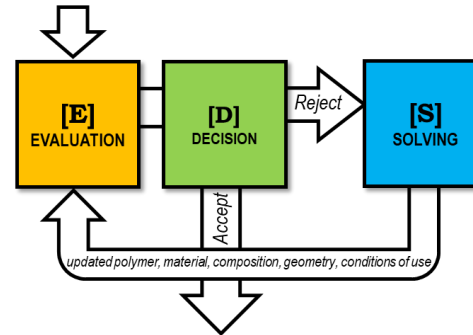 [E]
EVALUATION
[D]
DECISION
Reject
[S]
SOLVING
Accept
updated polymer, material, composition, geometry, conditions of use